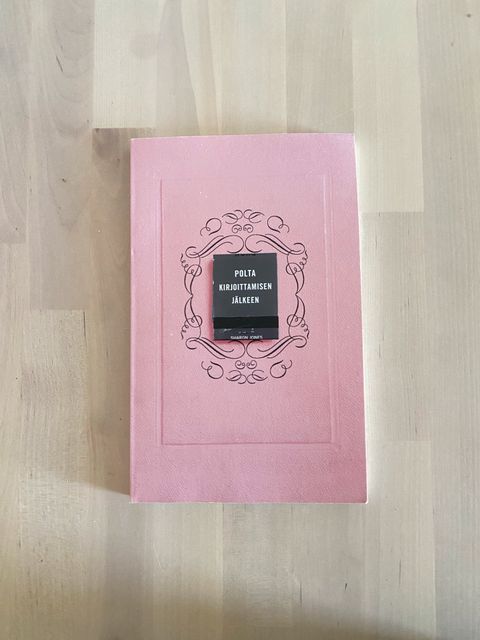 POLTA
KIRJOITTAMISEN
JÄLKEEN
SHARON JONES